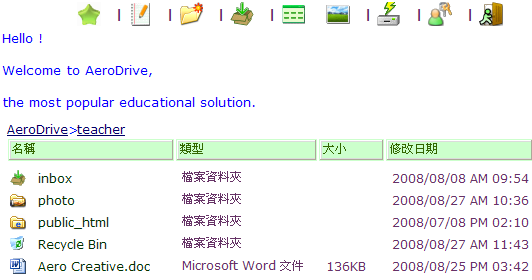 Hello !
Welcome to AeroDrive,
the most popular educational solution.
AeroDrive>teacher
名稱 類型 大小 修改日期
inbox 檔案資料夾 2008/08/08 AM 09:54
photo 檔案資料夾 2008/08/27 AM 10:36
public_html 檔案資料夾 2008/07/08 PM 02:10
Recycle Bin 檔案資料夾 2008/08/27 AM 11:43
Aero Creative.doc Microsoft Word 文件 136KB 2008/08/25 PM 03:42